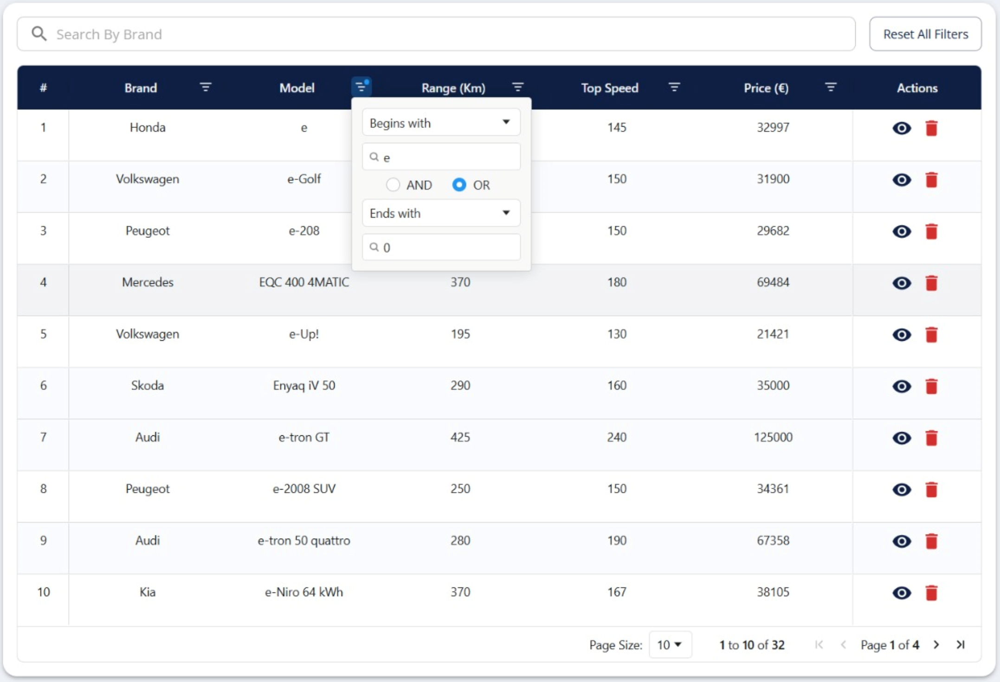 Search By Brand Reset All Filters
# Brand Model Range (Km) Top Speed Price (€) Actions
Begins with
e
AND OR
Ends with
0
1 Honda e 145 32997
2 Volkswagen e-Golf 150 31900
3 Peugeot e-208 150 29682
4 Mercedes EQC 400 4MATIC 370 180 69484
5 Volkswagen e-Up! 195 130 21421
6 Skoda Enyaq iV 50 290 160 35000
7 Audi e-tron GT 425 240 125000
8 Peugeot e-2008 SUV 250 150 34361
9 Audi e-tron 50 quattro 280 190 67358
10 Kia e-Niro 64 kWh 370 167 38105
Page Size: 10 1 to 10 of 32 Page 1 of 4